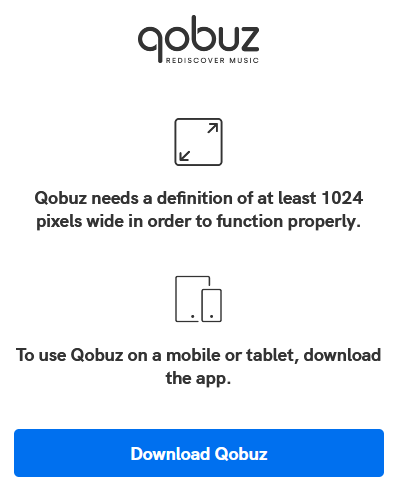 qobuz
REDISCOVER MUSIC
Qobuz needs a definition of at least 1024
pixels wide in order to function properly.
To use Qobuz on a mobile or tablet, download
the app.
Download Qobuz